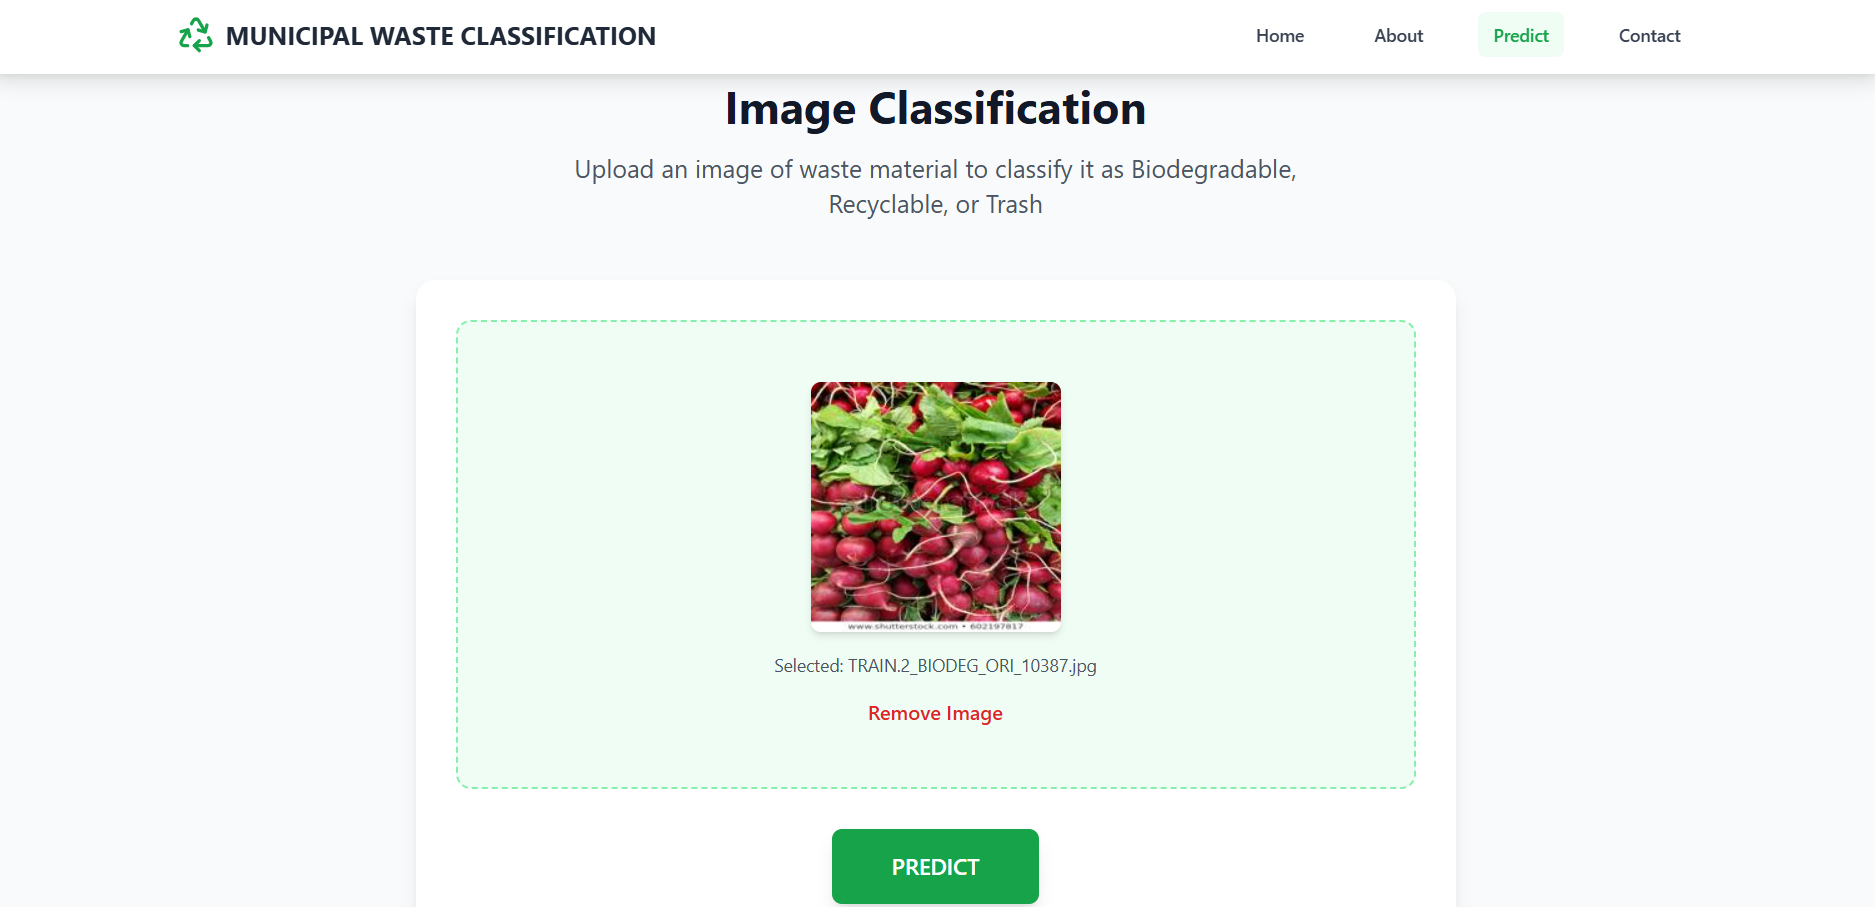 MUNICIPAL WASTE CLASSIFICATION
Home
About
Predict
Contact
Image Classification
Upload an image of waste material to classify it as Biodegradable,
Recyclable, or Trash
www.shutterstock.com • 602197817
Selected: TRAIN.2_BIODEG_ORI_10387.jpg
Remove Image
PREDICT